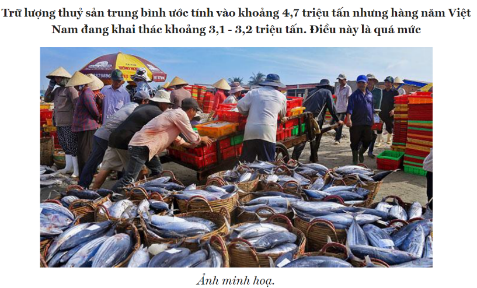 Trữ lượng thuỷ sản trung bình ước tính vào khoảng 4,7 triệu tấn nhưng hàng năm Việt
Nam đang khai thác khoảng 3,1 - 3,2 triệu tấn. Điều này là quá mức
Ảnh minh hoạ.